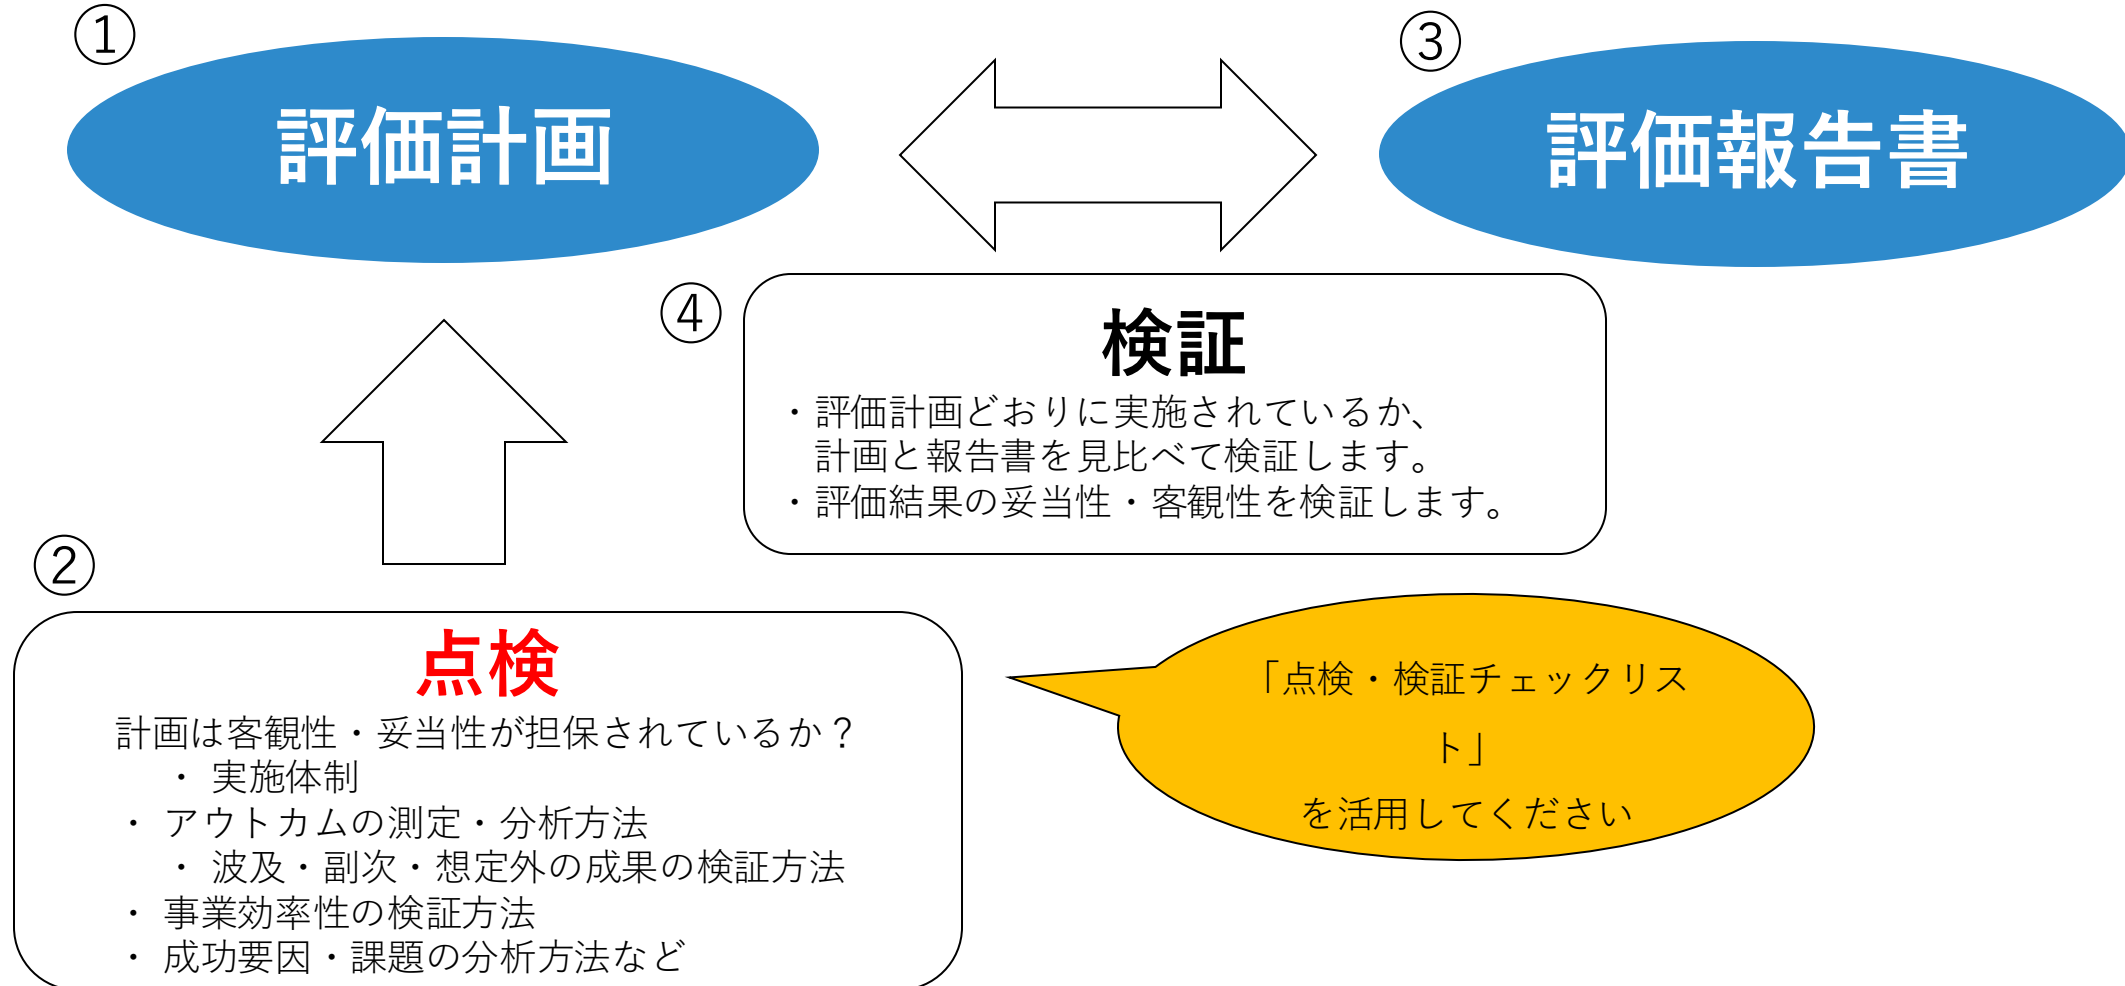 ①
評価計画
③
評価報告書
④
検証
・評価計画どおりに実施されているか、
計画と報告書を見比べて検証します。
・評価結果の妥当性・客観性を検証します。
②
点検
計画は客観性・妥当性が担保されているか？
・ 実施体制
・ アウトカムの測定・分析方法
・ 波及・副次・想定外の成果の検証方法
・ 事業効率性の検証方法
・ 成功要因・課題の分析方法など
「点検・検証チェックリス
ト」
を活用してください